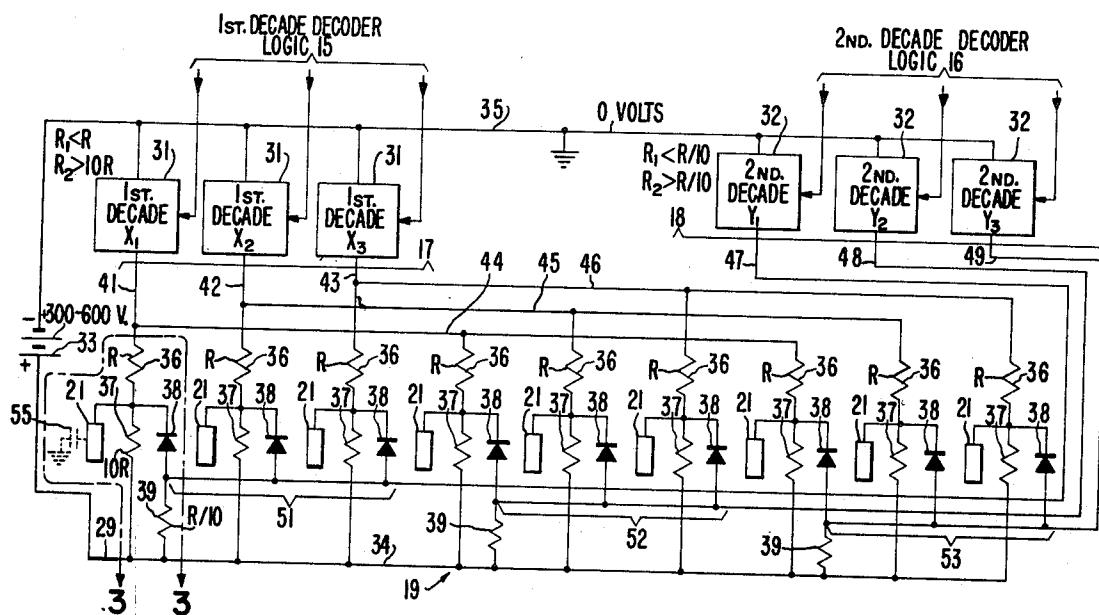 1ST. DECADE DECODER
LOGIC 15
2ND. DECADE DECODER
LOGIC 16
35
0 VOLTS
R1<R
R2>10R
31
31
31
R1<R/10
R2>R/10
32
32
32
1ST.
DECADE
X1
1ST.
DECADE
X2
1ST.
DECADE
X3
2ND.
DECADE
Y1
2ND.
DECADE
Y2
2ND.
DECADE
Y3
17
18
41
42
43
44
45
46
47
48
49
- +300-600 V.
33
+
R 36
R 36
R 36
R 36
R 36
R 36
R 36
R 36
R 36
21 37 38
21 37 38
21 37 38
21 37 38
21 37 38
21 37 38
21 37 38
21 37 38
21 37 38
55
10R
39
R/10
51
39
52
39
53
29
34
3 3
19